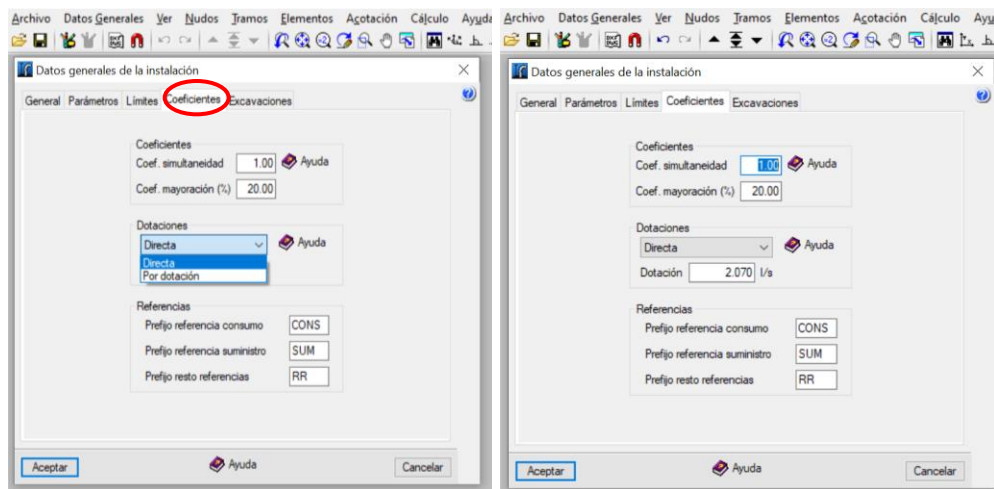 Archivo Datos Generales Ver Nudos Tramos Elementos Acotación Cálculo Ayuda
Datos generales de la instalación
General Parámetros Límites Coeficientes Excavaciones
Coeficientes
Coef. simultaneidad 1.00 Ayuda
Coef. mayoración (%) 20.00
Dotaciones
Directa Ayuda
Directa
Por dotación
Referencias
Prefijo referencia consumo CONS
Prefijo referencia suministro SUM
Prefijo resto referencias RR
Aceptar Ayuda Cancelar
Archivo Datos Generales Ver Nudos Tramos Elementos Acotación Cálculo Ayu
Datos generales de la instalación
General Parámetros Límites Coeficientes Excavaciones
Coeficientes
Coef. simultaneidad 1.00 Ayuda
Coef. mayoración (%) 20.00
Dotaciones
Directa Ayuda
Dotación 2.070 l/s
Referencias
Prefijo referencia consumo CONS
Prefijo referencia suministro SUM
Prefijo resto referencias RR
Aceptar Ayuda Cancelar